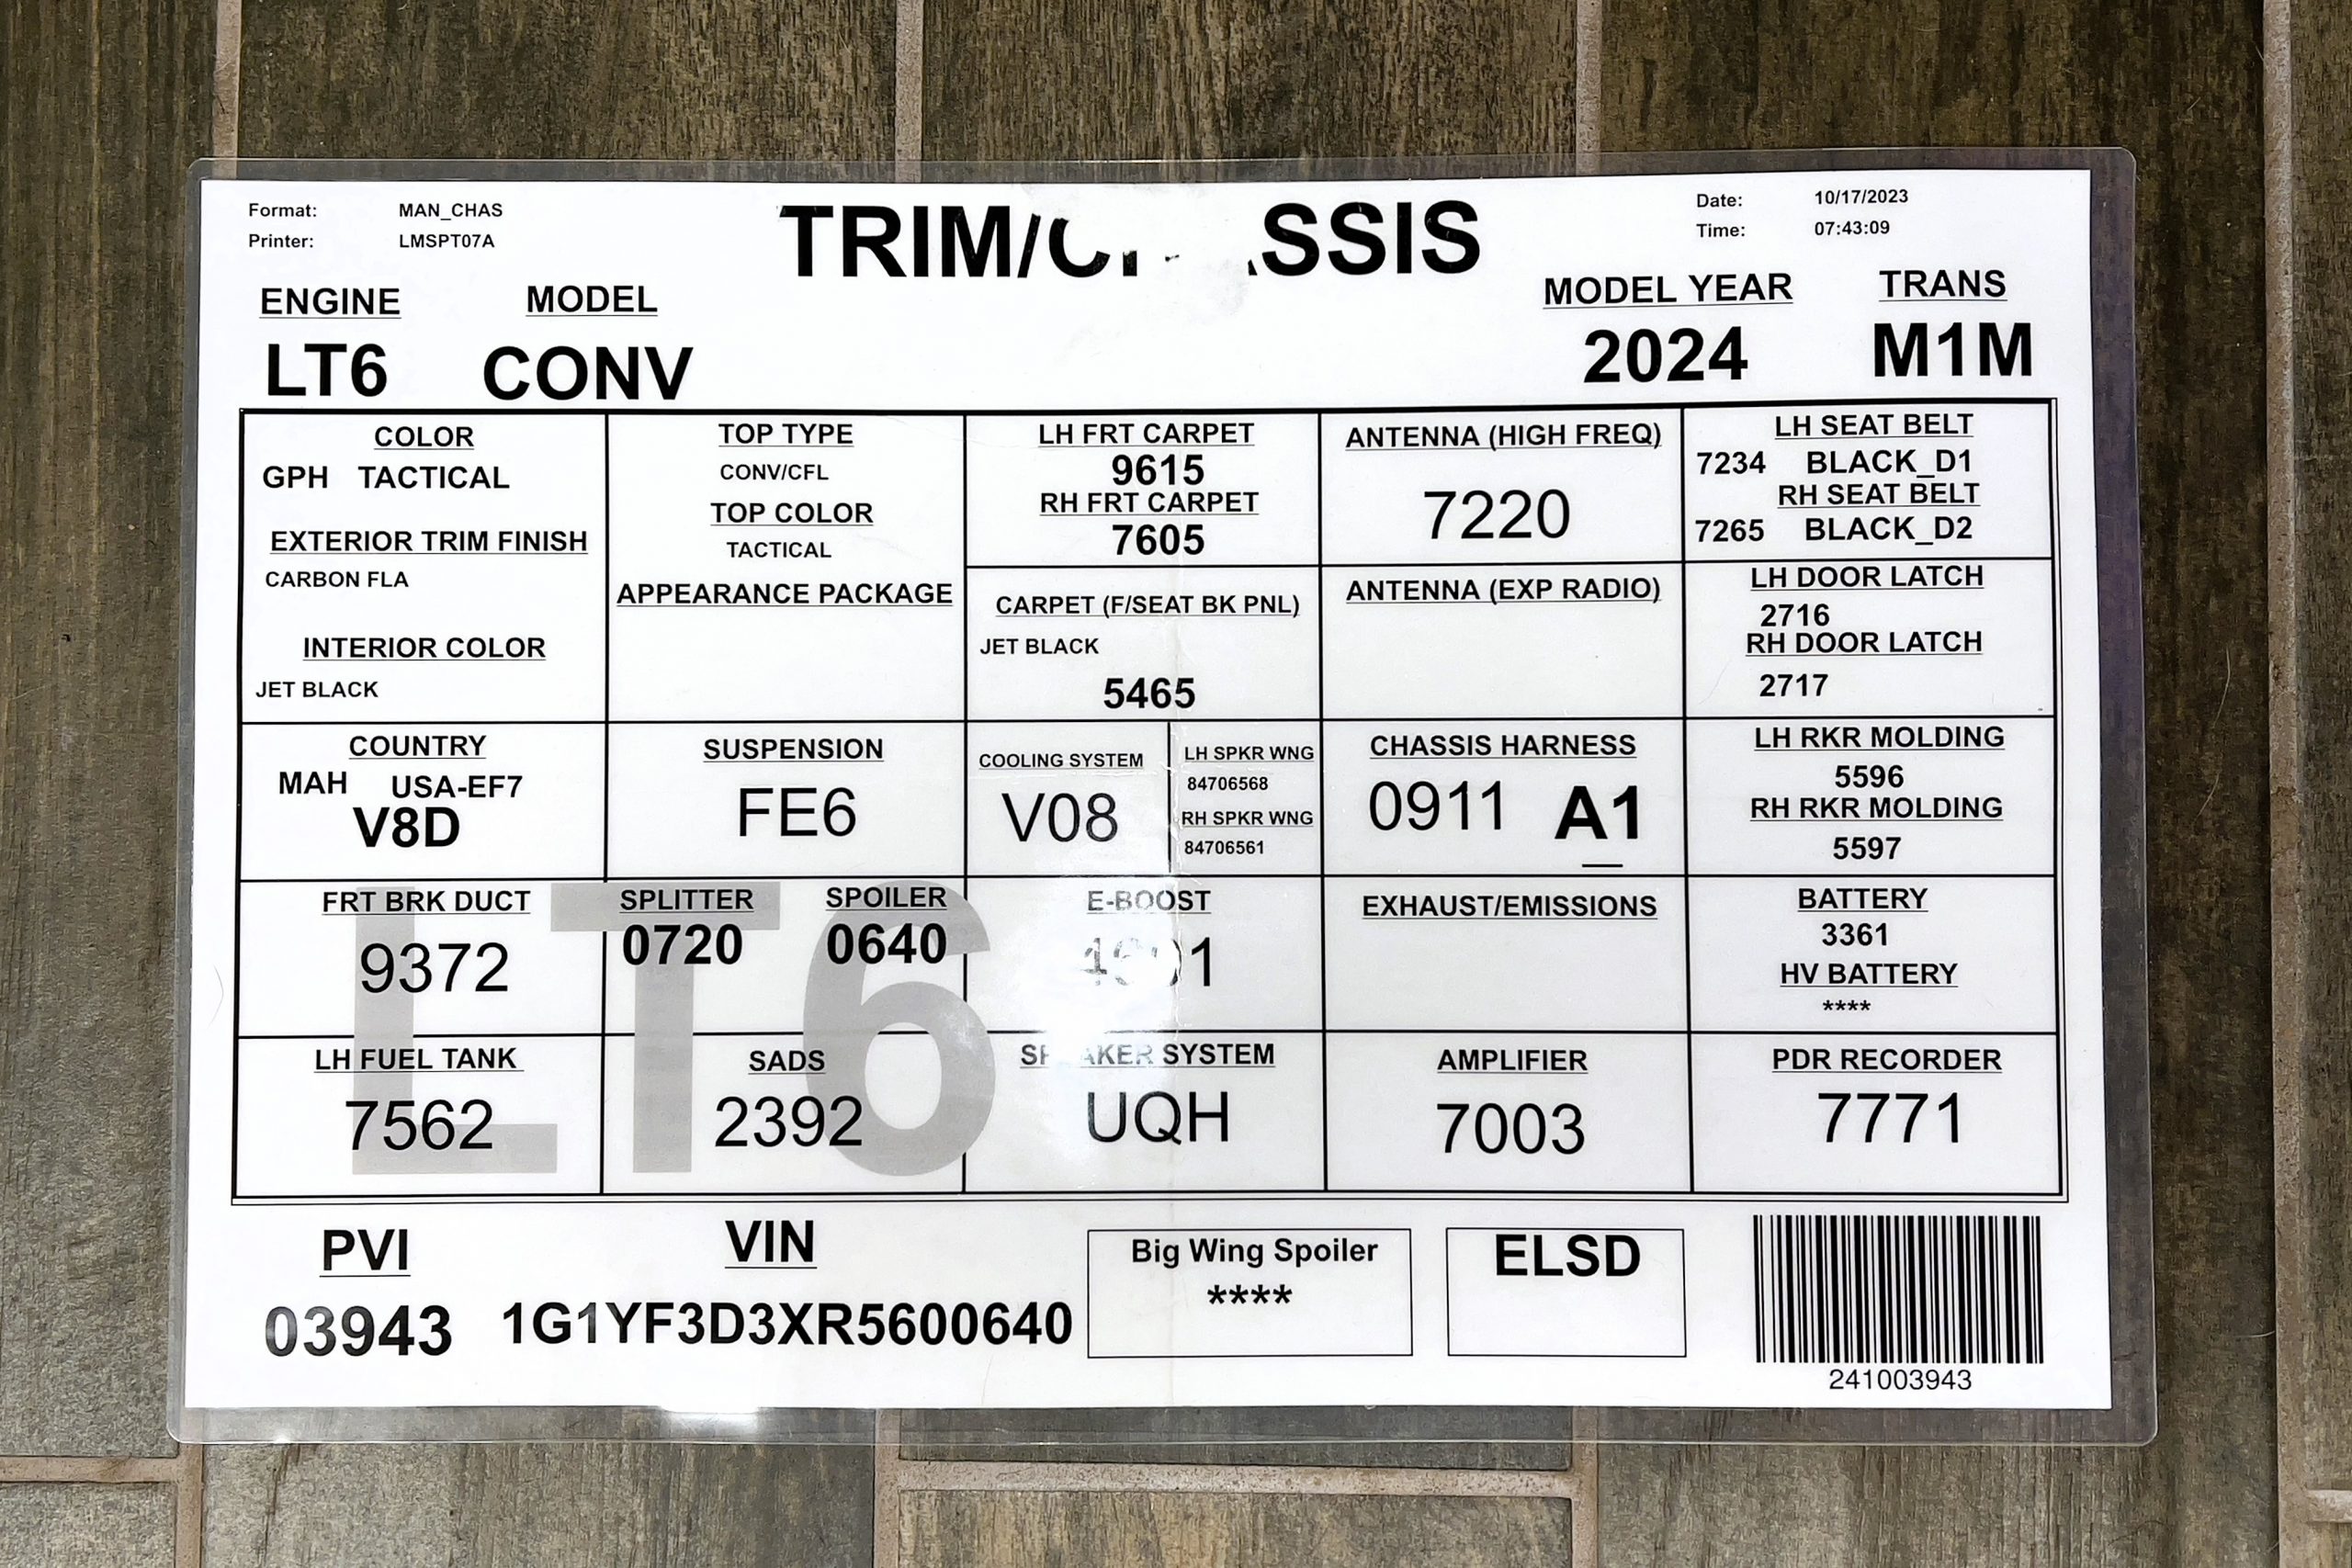 Format: MAN_CHAS
Printer: LMSPT07A
TRIM/CHASSIS
Date: 10/17/2023
Time: 07:43:09
ENGINE MODEL MODEL YEAR TRANS
LT6 CONV 2024 M1M
COLOR
GPH TACTICAL
EXTERIOR TRIM FINISH
CARBON FLA
INTERIOR COLOR
JET BLACK
TOP TYPE
CONV/CFL
TOP COLOR
TACTICAL
APPEARANCE PACKAGE
LH FRT CARPET
9615
RH FRT CARPET
7605
CARPET (F/SEAT BK PNL)
JET BLACK
5465
ANTENNA (HIGH FREQ)
7220
ANTENNA (EXP RADIO)
LH SEAT BELT
7234 BLACK_D1
RH SEAT BELT
7265 BLACK_D2
LH DOOR LATCH
2716
RH DOOR LATCH
2717
COUNTRY
MAH USA-EF7
V8D
SUSPENSION
FE6
COOLING SYSTEM
V08
LH SPKR WNG
84706568
RH SPKR WNG
84706561
CHASSIS HARNESS
0911 A1
LH RKR MOLDING
5596
RH RKR MOLDING
5597
LT6
FRT BRK DUCT
9372
SPLITTER SPOILER
0720 0640
E-BOOST
EXHAUST/EMISSIONS
BATTERY
3361
HV BATTERY
****
LH FUEL TANK
7562
SADS
2392
SPEAKER SYSTEM
UQH
AMPLIFIER
7003
PDR RECORDER
7771
PVI
03943
VIN
1G1YF3D3XR5600640
Big Wing Spoiler
****
ELSD
241003943